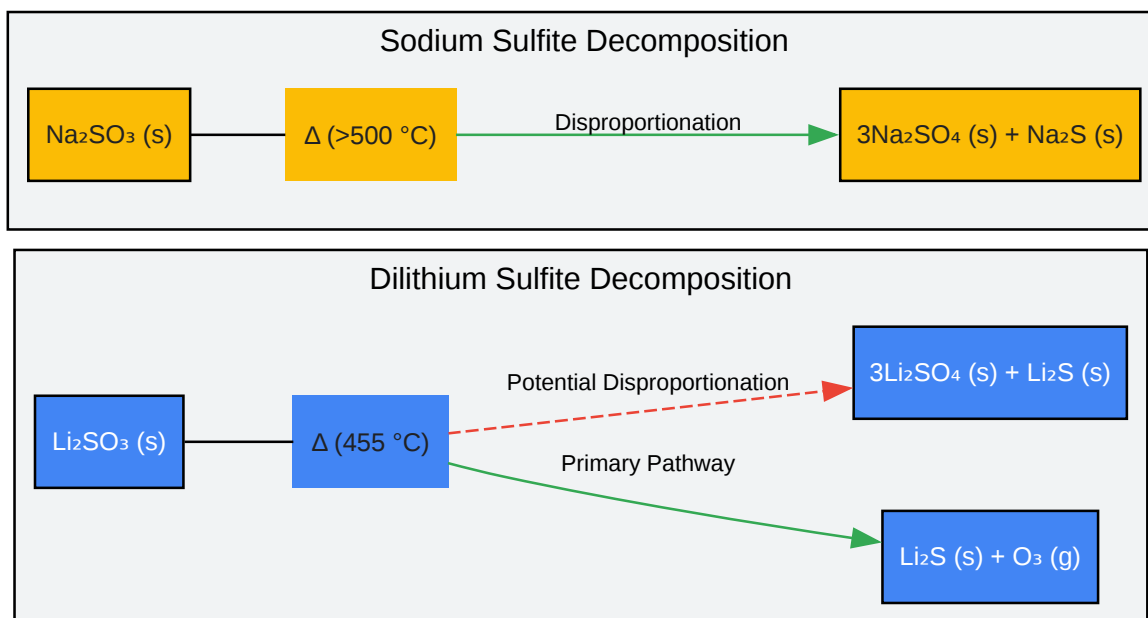 Sodium Sulfite Decomposition
Na₂SO₃ (s)
Δ (>500 °C)
Disproportionation
3Na₂SO₄ (s) + Na₂S (s)
Dilithium Sulfite Decomposition
Li₂SO₃ (s)
Δ (455 °C)
Potential Disproportionation
3Li₂SO₄ (s) + Li₂S (s)
Primary Pathway
Li₂S (s) + O₃ (g)